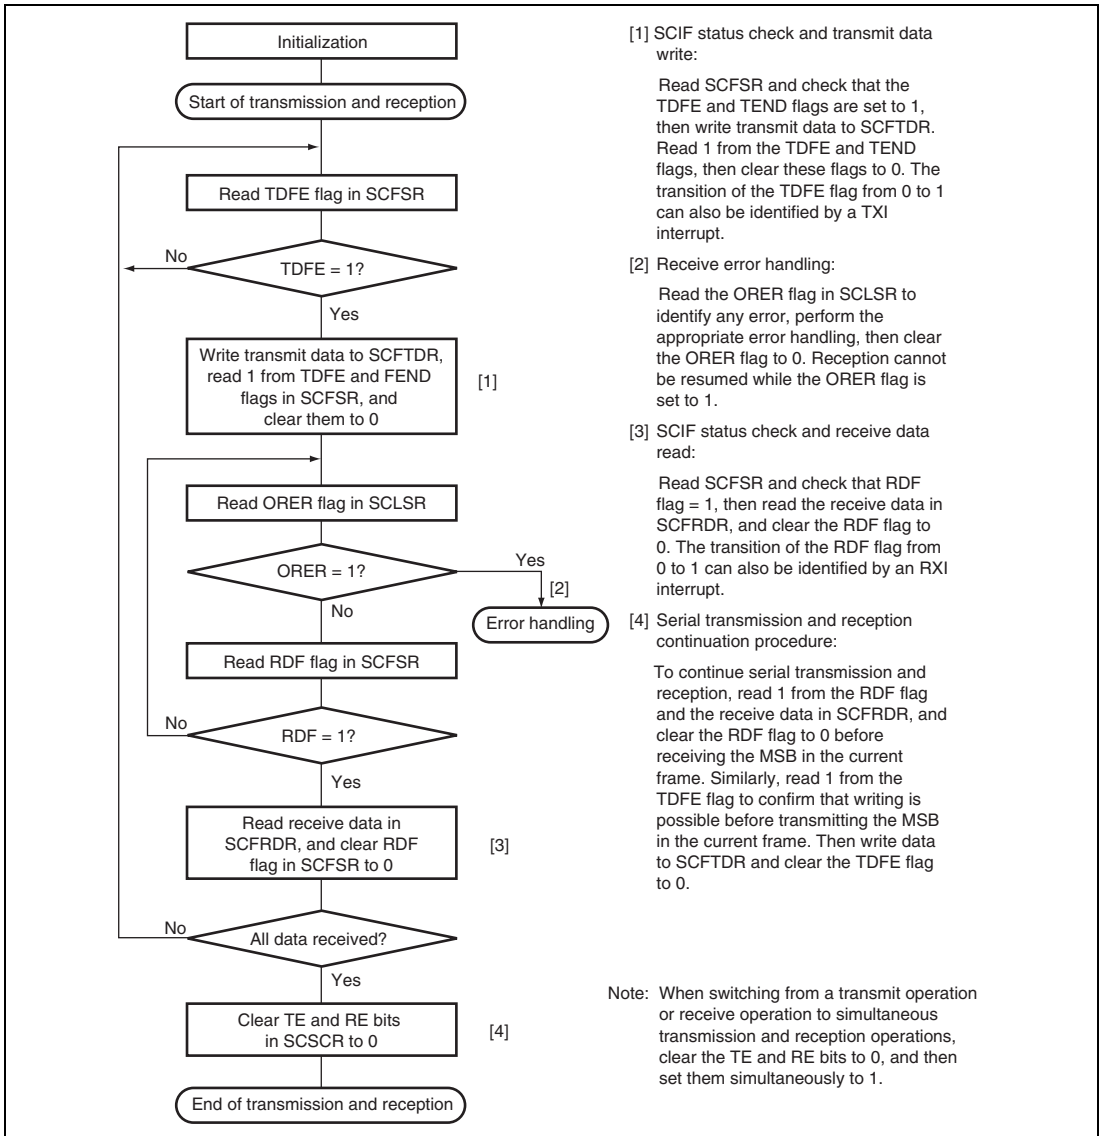 Initialization
Start of transmission and reception
Read TDFE flag in SCFSR
No
TDFE = 1?
Yes
Write transmit data to SCFTDR,
read 1 from TDFE and FEND
flags in SCFSR, and
clear them to 0
[1]
Read ORER flag in SCLSR
ORER = 1?
Yes
[2]
Error handling
No
Read RDF flag in SCFSR
No
RDF = 1?
Yes
Read receive data in
SCFRDR, and clear RDF
flag in SCFSR to 0
[3]
No
All data received?
Yes
Clear TE and RE bits
in SCSCR to 0
[4]
End of transmission and reception
[1] SCIF status check and transmit data
write:
Read SCFSR and check that the
TDFE and TEND flags are set to 1,
then write transmit data to SCFTDR.
Read 1 from the TDFE and TEND
flags, then clear these flags to 0. The
transition of the TDFE flag from 0 to 1
can also be identified by a TXI
interrupt.
[2] Receive error handling:
Read the ORER flag in SCLSR to
identify any error, perform the
appropriate error handling, then clear
the ORER flag to 0. Reception cannot
be resumed while the ORER flag is
set to 1.
[3] SCIF status check and receive data
read:
Read SCFSR and check that RDF
flag = 1, then read the receive data in
SCFRDR, and clear the RDF flag to
0. The transition of the RDF flag from
0 to 1 can also be identified by an RXI
interrupt.
[4] Serial transmission and reception
continuation procedure:
To continue serial transmission and
reception, read 1 from the RDF flag
and the receive data in SCFRDR, and
clear the RDF flag to 0 before
receiving the MSB in the current
frame. Similarly, read 1 from the
TDFE flag to confirm that writing is
possible before transmitting the MSB
in the current frame. Then write data
to SCFTDR and clear the TDFE flag
to 0.
Note: When switching from a transmit operation
or receive operation to simultaneous
transmission and reception operations,
clear the TE and RE bits to 0, and then
set them simultaneously to 1.